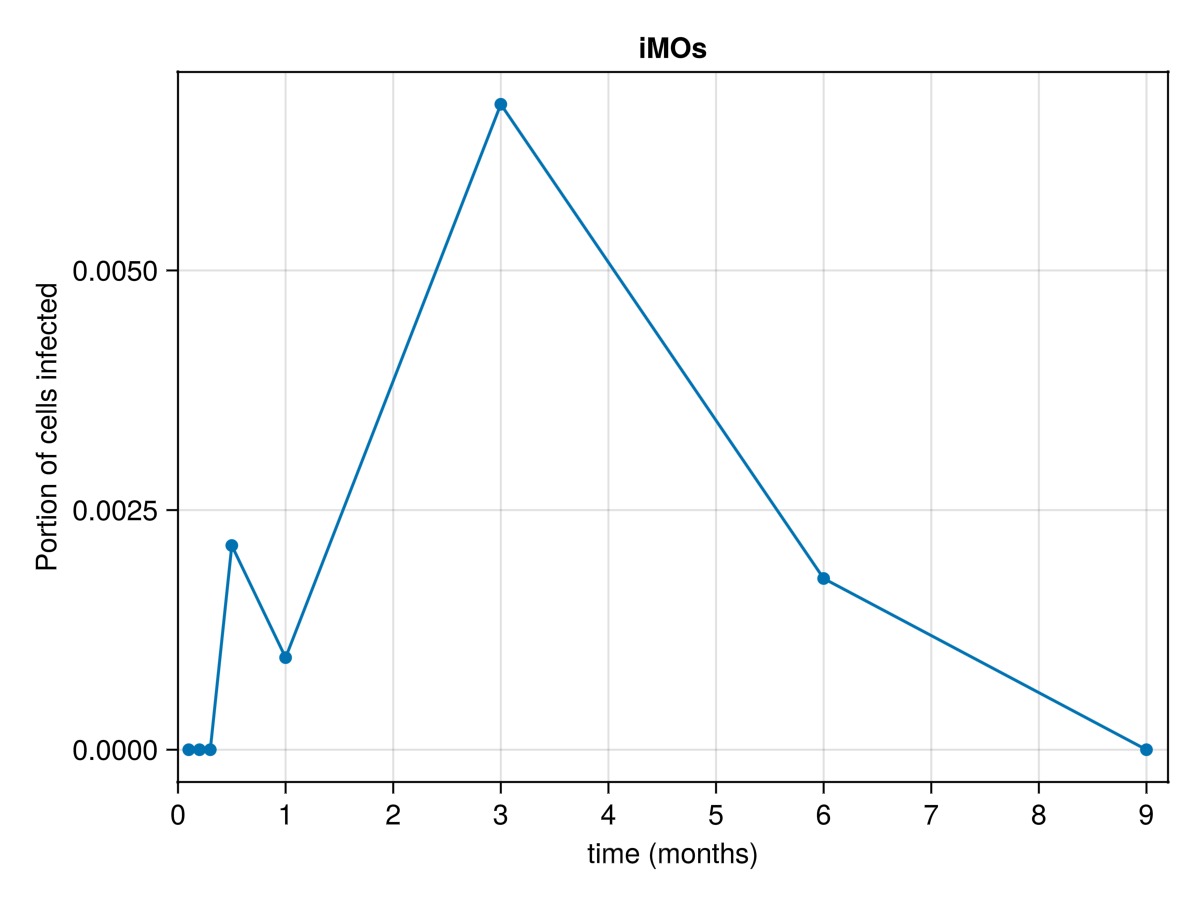 iMOs
Portion of cells infected
0.0050
0.0025
0.0000
0 1 2 3 4 5 6 7 8 9
time (months)